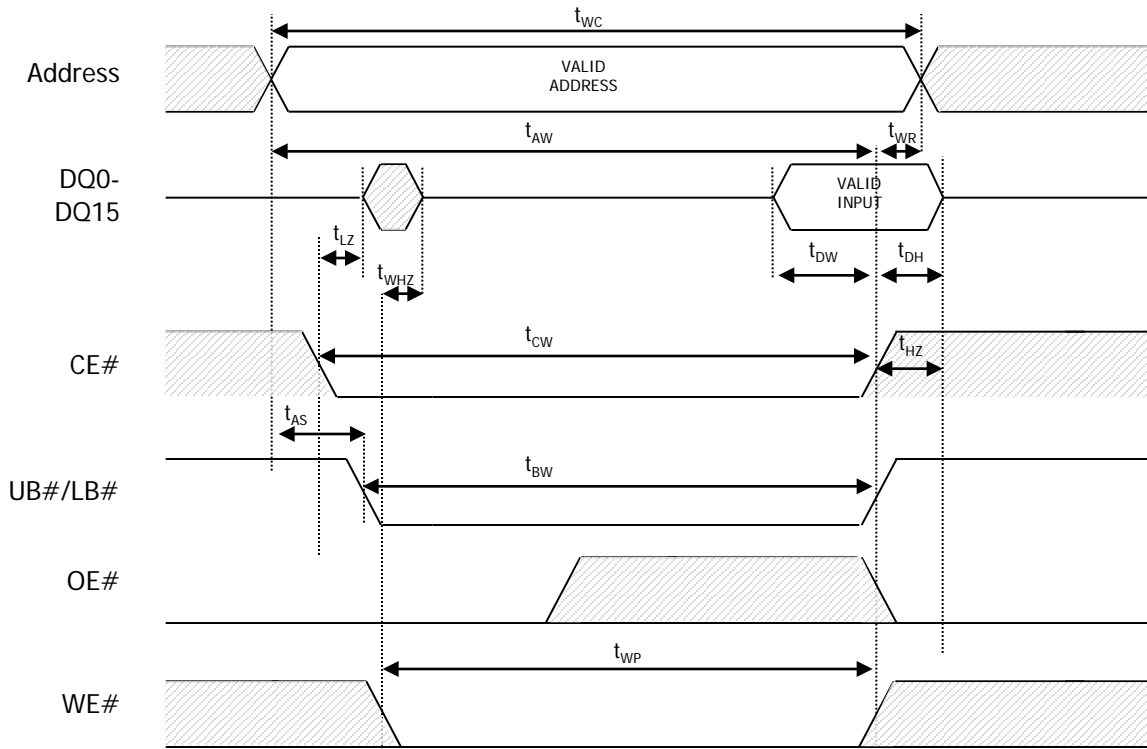 tWC
Address
VALID
ADDRESS
tAW
tWR
DQ0-
DQ15
VALID
INPUT
tLZ
tWHZ
tDW
tDH
CE#
tCW
tHZ
tAS
UB#/LB#
tBW
OE#
tWP
WE#